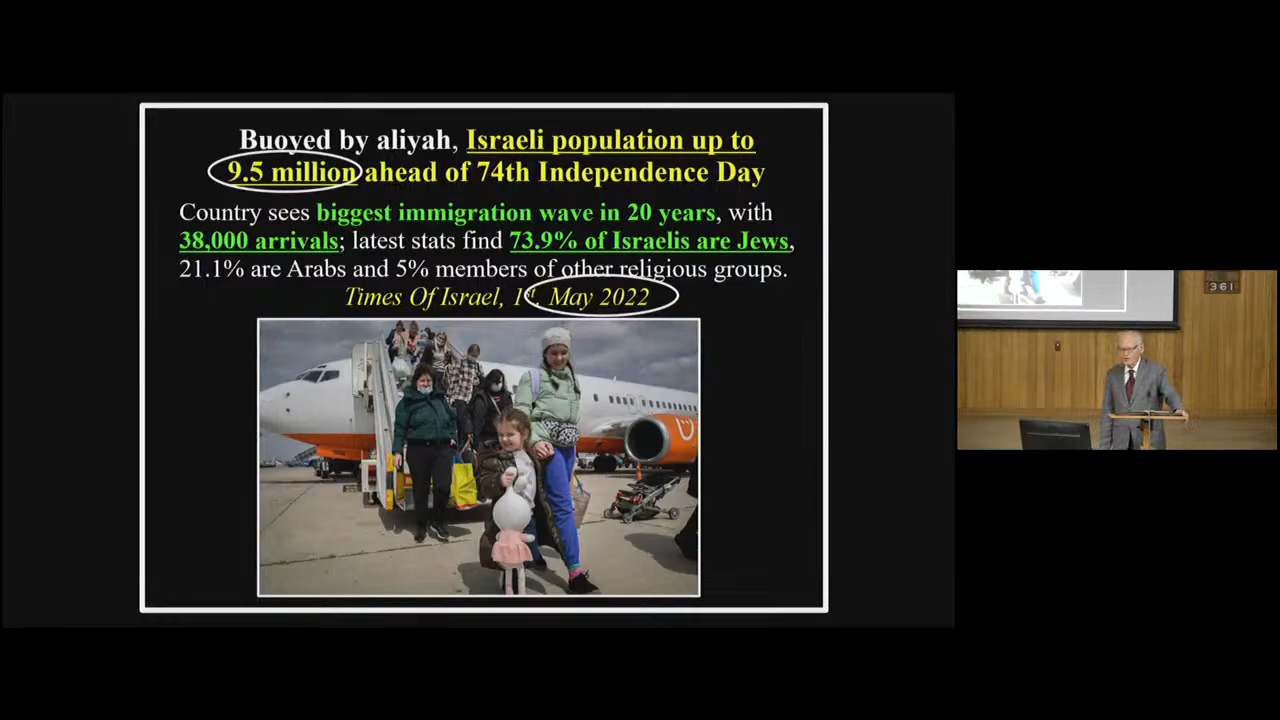 Buoyed by aliyah, Israeli population up to
9.5 million ahead of 74th Independence Day
Country sees biggest immigration wave in 20 years, with
38,000 arrivals; latest stats find 73.9% of Israelis are Jews,
21.1% are Arabs and 5% members of other religious groups.
Times Of Israel, 1st, May 2022
361